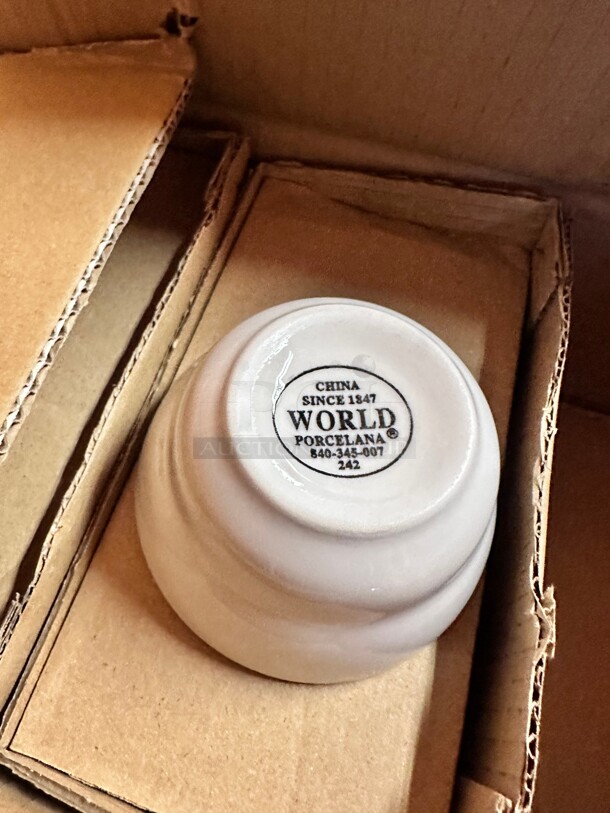 CHINA
SINCE 1847
WORLD
PORCELANA®
840-345-007
242